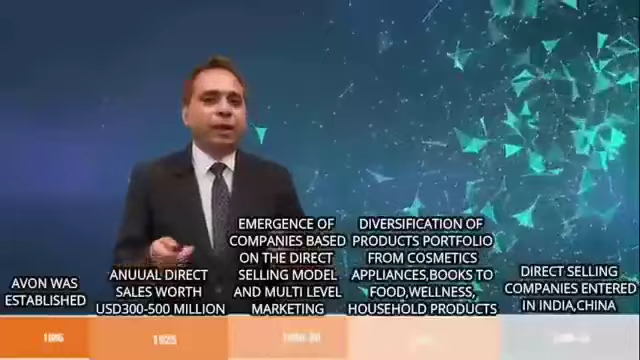 AVON WAS
ESTABLISHED
ANUUAL DIRECT
SALES WORTH
USD300-500 MILLION
EMERGENCE OF
COMPANIES BASED
ON THE DIRECT
SELLING MODEL
AND MULTI LEVEL
MARKETING
DIVERSIFICATION OF
PRODUCTS PORTFOLIO
FROM COSMETICS
APPLIANCES,BOOKS TO
FOOD,WELLNESS,
HOUSEHOLD PRODUCTS
DIRECT SELLING
COMPANIES ENTERED
IN INDIA,CHINA
1925